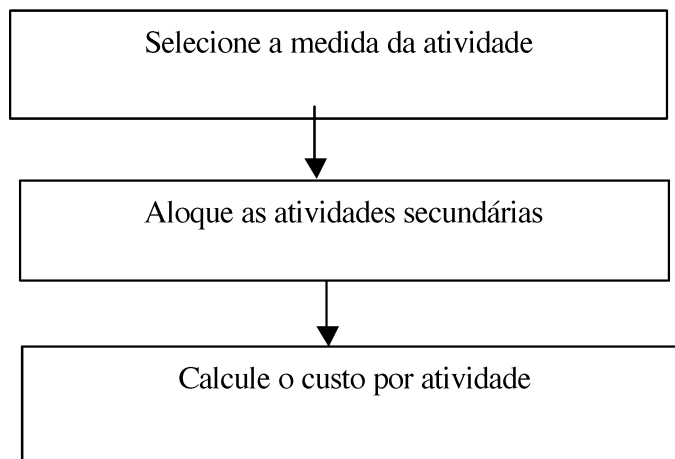 Selecione a medida da atividade
Aloque as atividades secundárias
Calcule o custo por atividade